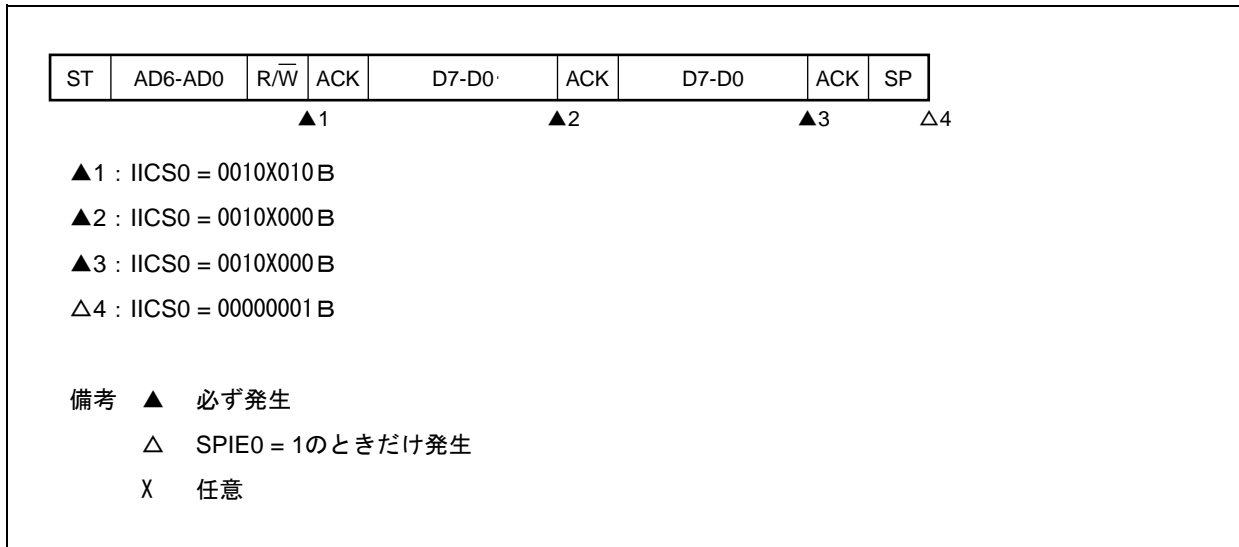 ST AD6-AD0 R/W̅ ACK D7-D0 ACK D7-D0 ACK SP
▲1 ▲2 ▲3 △4
▲1：IICS0 = 0010X010B
▲2：IICS0 = 0010X000B
▲3：IICS0 = 0010X000B
△4：IICS0 = 00000001B
備考 ▲ 必ず発生
△ SPIE0 = 1のときだけ発生
X 任意